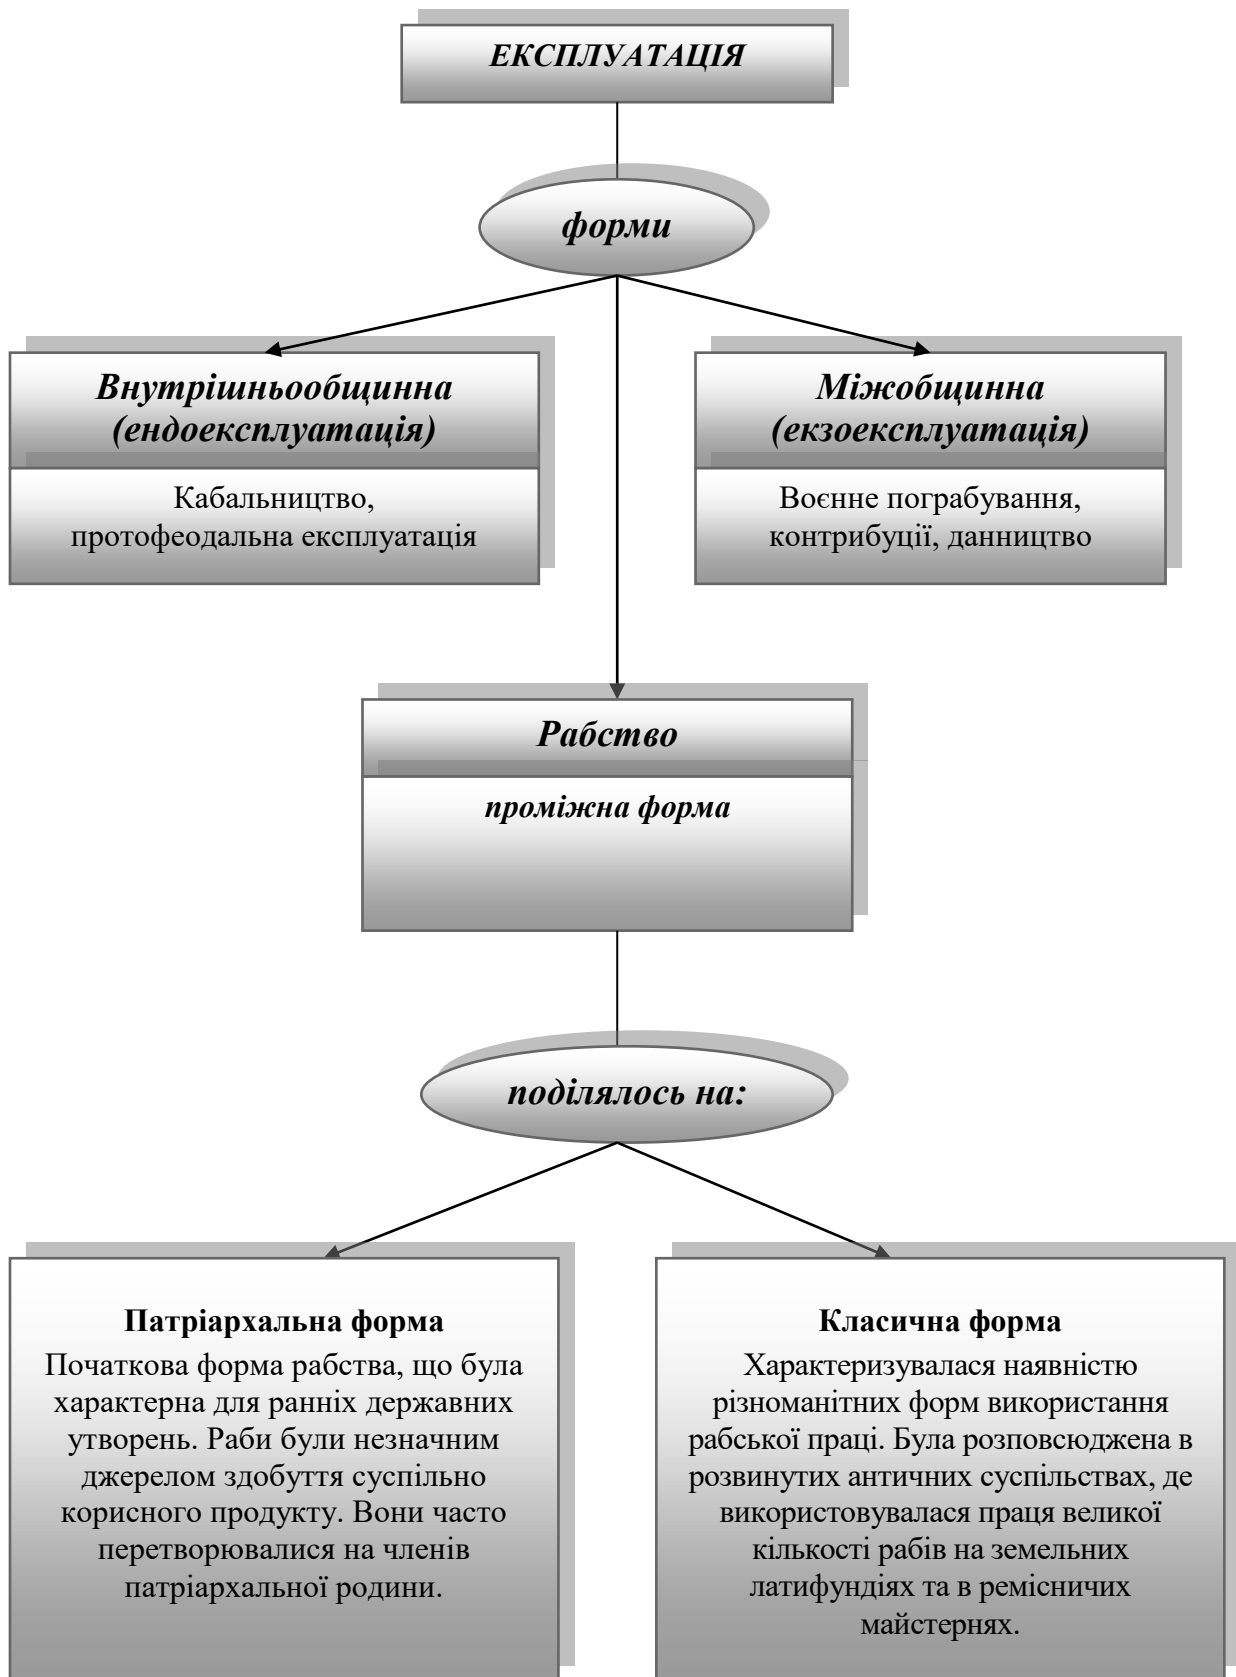 ЕКСПЛУАТАЦІЯ
форми
Внутрішньообщинна
(ендоексплуатація)
Кабальництво,
протофеодальна експлуатація
Міжобщинна
(екзоексплуатація)
Воєнне пограбування,
контрибуції, данництво
Рабство
проміжна форма
поділялось на:
Патріархальна форма
Початкова форма рабства, що була
характерна для ранніх державних
утворень. Раби були незначним
джерелом здобуття суспільно
корисного продукту. Вони часто
перетворювалися на членів
патріархальної родини.
Класична форма
Характеризувалася наявністю
різноманітних форм використання
рабської праці. Була розповсюджена в
розвинутих античних суспільствах, де
використовувалася праця великої
кількості рабів на земельних
латифундіях та в ремісничих
майстернях.